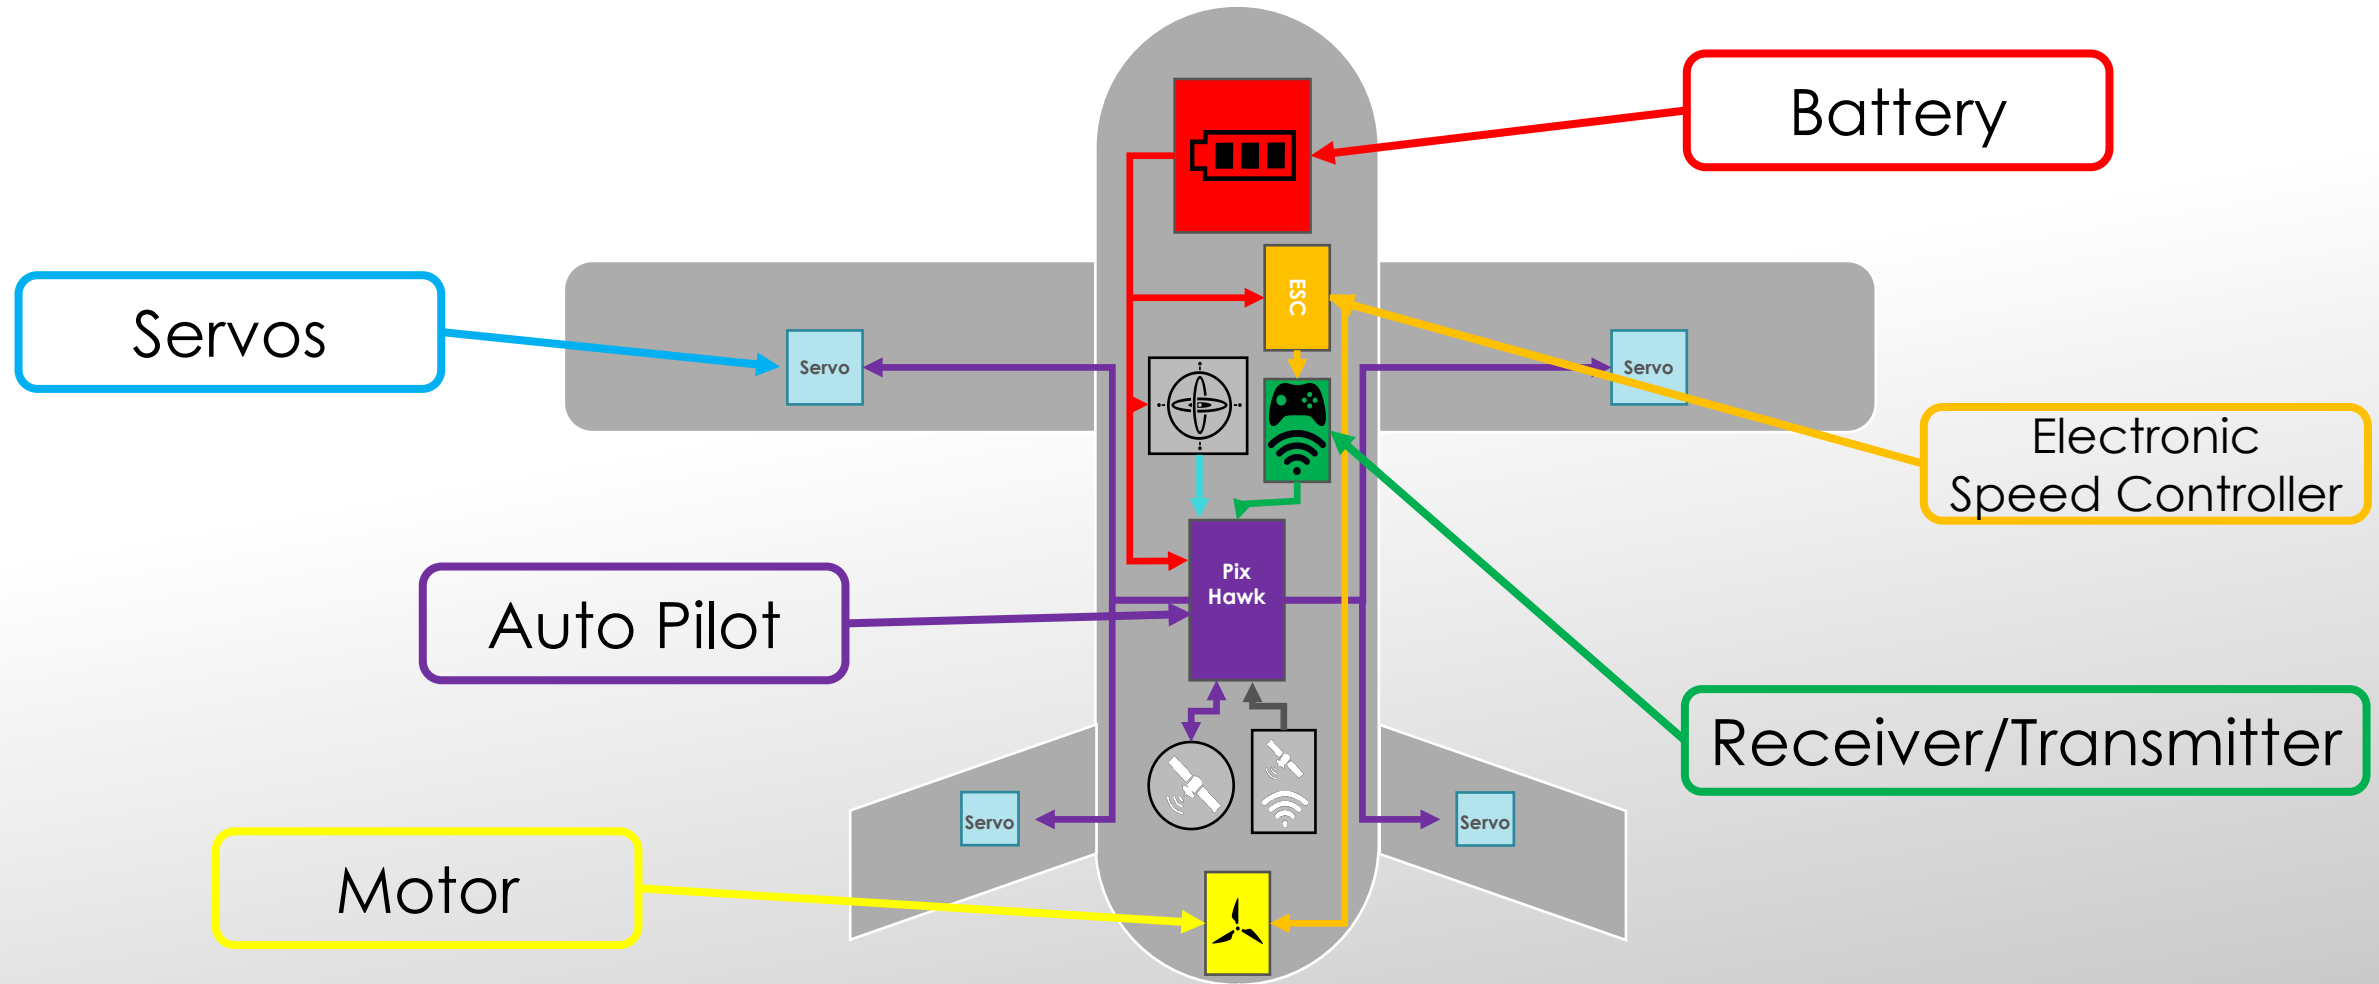 Battery
ESC
Servos
Servo
Servo
Electronic
Speed Controller
Pix
Hawk
Auto Pilot
Receiver/Transmitter
Servo
Servo
Motor